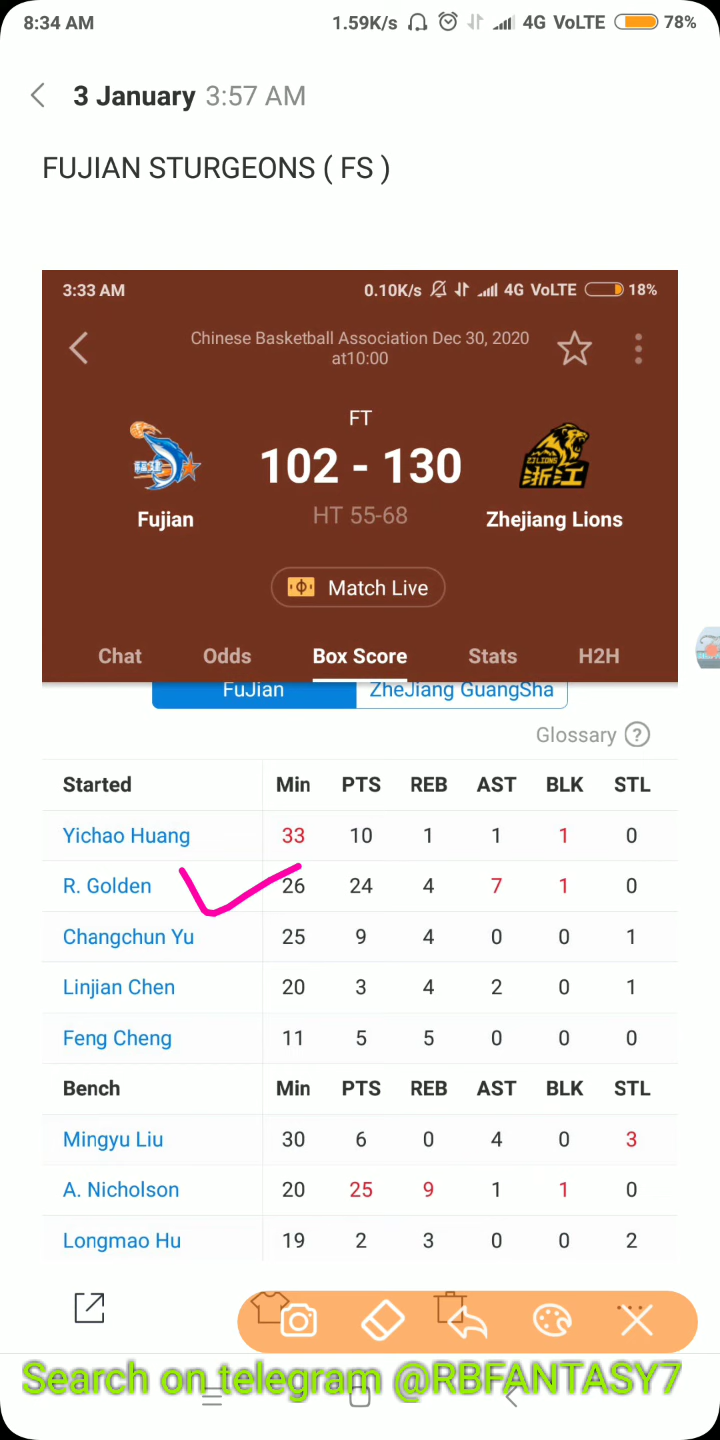 8:34 AM 1.59K/s 4G VoLTE 78%
3 January 3:57 AM
FUJIAN STURGEONS ( FS )
3:33 AM 0.10K/s 4G VoLTE 18%
Chinese Basketball Association Dec 30, 2020
at10:00
FT
102 - 130
HT 55-68
ZJ LIONS
浙江
Fujian Zhejiang Lions
Match Live
Chat Odds Box Score Stats H2H
FuJian ZheJiang GuangSha
Glossary ?
Started Min PTS REB AST BLK STL
Yichao Huang 33 10 1 1 1 0
R. Golden 26 24 4 7 1 0
Changchun Yu 25 9 4 0 0 1
Linjian Chen 20 3 4 2 0 1
Feng Cheng 11 5 5 0 0 0
Bench Min PTS REB AST BLK STL
Mingyu Liu 30 6 0 4 0 3
A. Nicholson 20 25 9 1 1 0
Longmao Hu 19 2 3 0 0 2
Search on telegram @RBFANTASY7